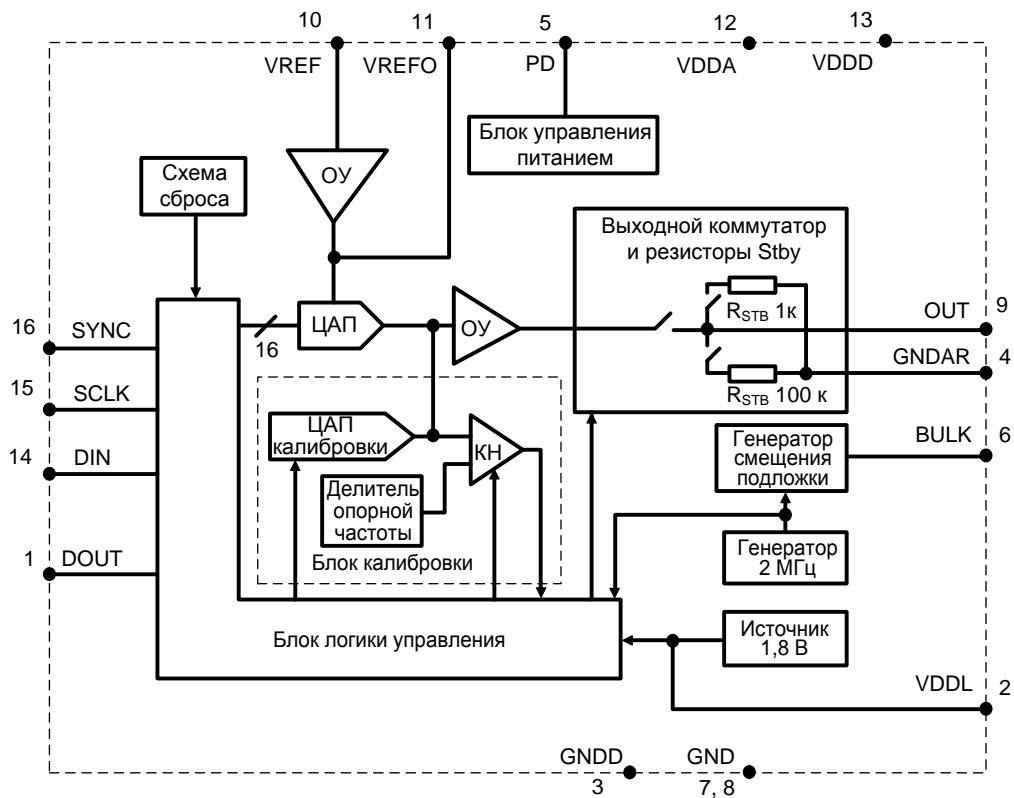 10
11
5
12
13
VREF
VREFO
PD
VDDA
VDDD
Блок управления
питанием
Схема
сброса
ОУ
Выходной коммутатор
и резисторы Stby
RSTB 1к
RSTB 100 к
16
SYNC
ЦАП
16
ОУ
OUT
9
GNDAR
4
15
SCLK
ЦАП
калибровки
КН
Делитель
опорной
частоты
Блок калибровки
14
DIN
Генератор
смещения
подложки
BULK
6
Генератор
2 МГц
1
DOUT
Блок логики управления
Источник
1,8 В
VDDL
2
GNDD
3
GND
7, 8